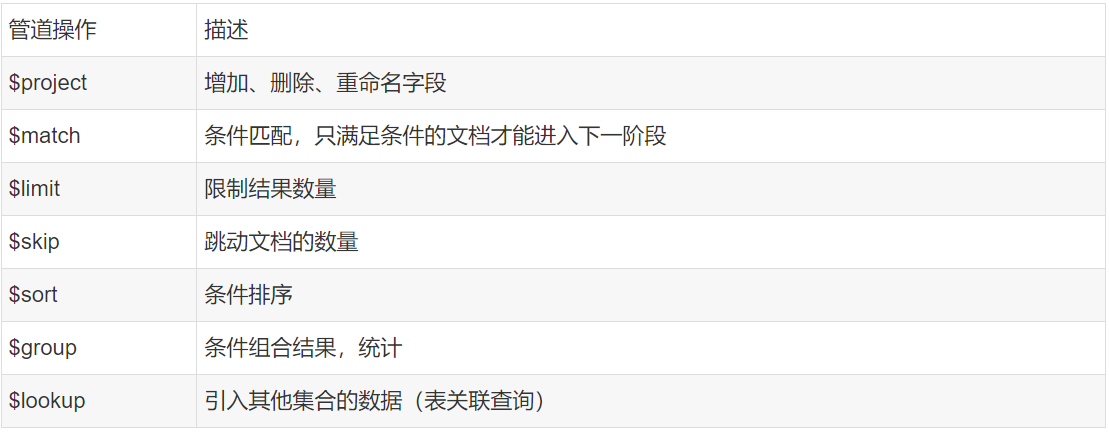 管道操作 描述
$project 增加、删除、重命名字段
$match 条件匹配，只满足条件的文档才能进入下一阶段
$limit 限制结果数量
$skip 跳动文档的数量
$sort 条件排序
$group 条件组合结果，统计
$lookup 引入其他集合的数据（表关联查询）